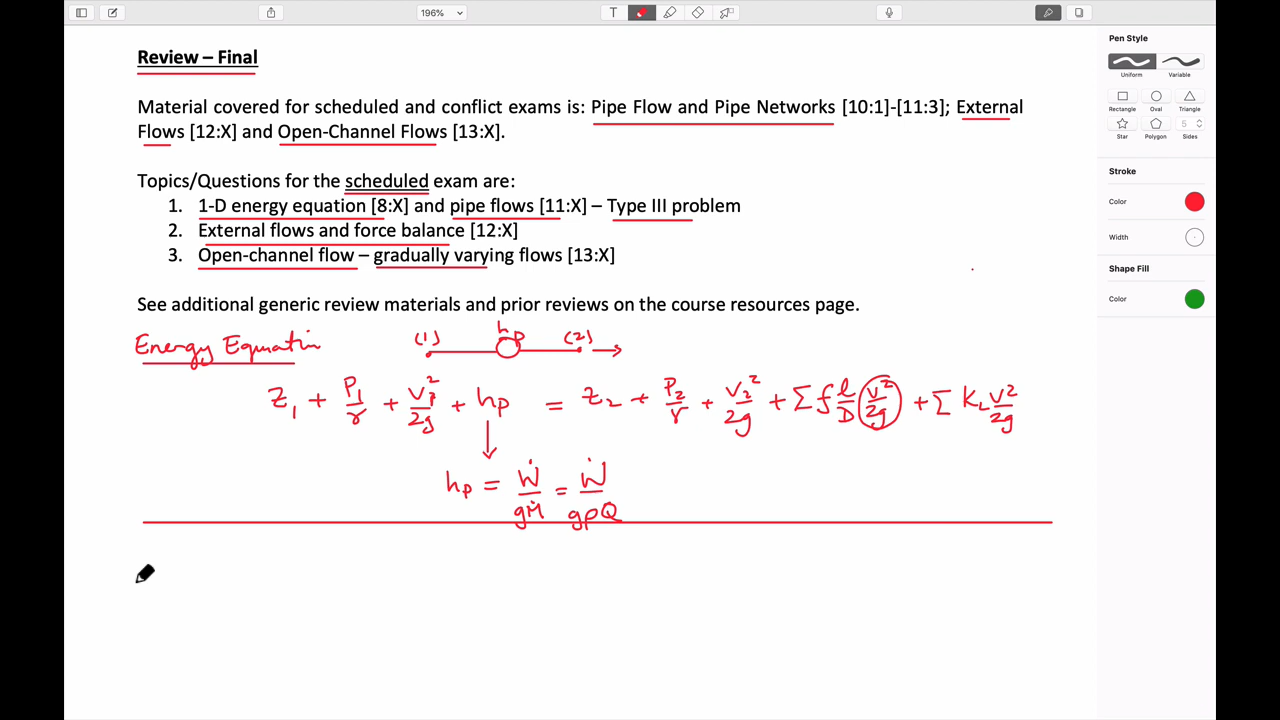 196%
T
Pen Style
Uniform Variable
Rectangle Oval Triangle
Star Polygon 5 Sides
Stroke
Color
Width
Shape Fill
Color
Review – Final
Material covered for scheduled and conflict exams is: Pipe Flow and Pipe Networks [10:1]-[11:3]; External
Flows [12:X] and Open-Channel Flows [13:X].
Topics/Questions for the scheduled exam are:
1. 1-D energy equation [8:X] and pipe flows [11:X] – Type III problem
2. External flows and force balance [12:X]
3. Open-channel flow – gradually varying flows [13:X]
See additional generic review materials and prior reviews on the course resources page.
Energy Equatin (1) hp (2)
z₁ + P₁/γ + V₁²/2g + hp = z₂ + P₂/γ + V₂²/2g + Σ f l/D V²/2g + Σ K_L V²/2g
hp = Ẇ/gṀ = Ẇ/gρQ